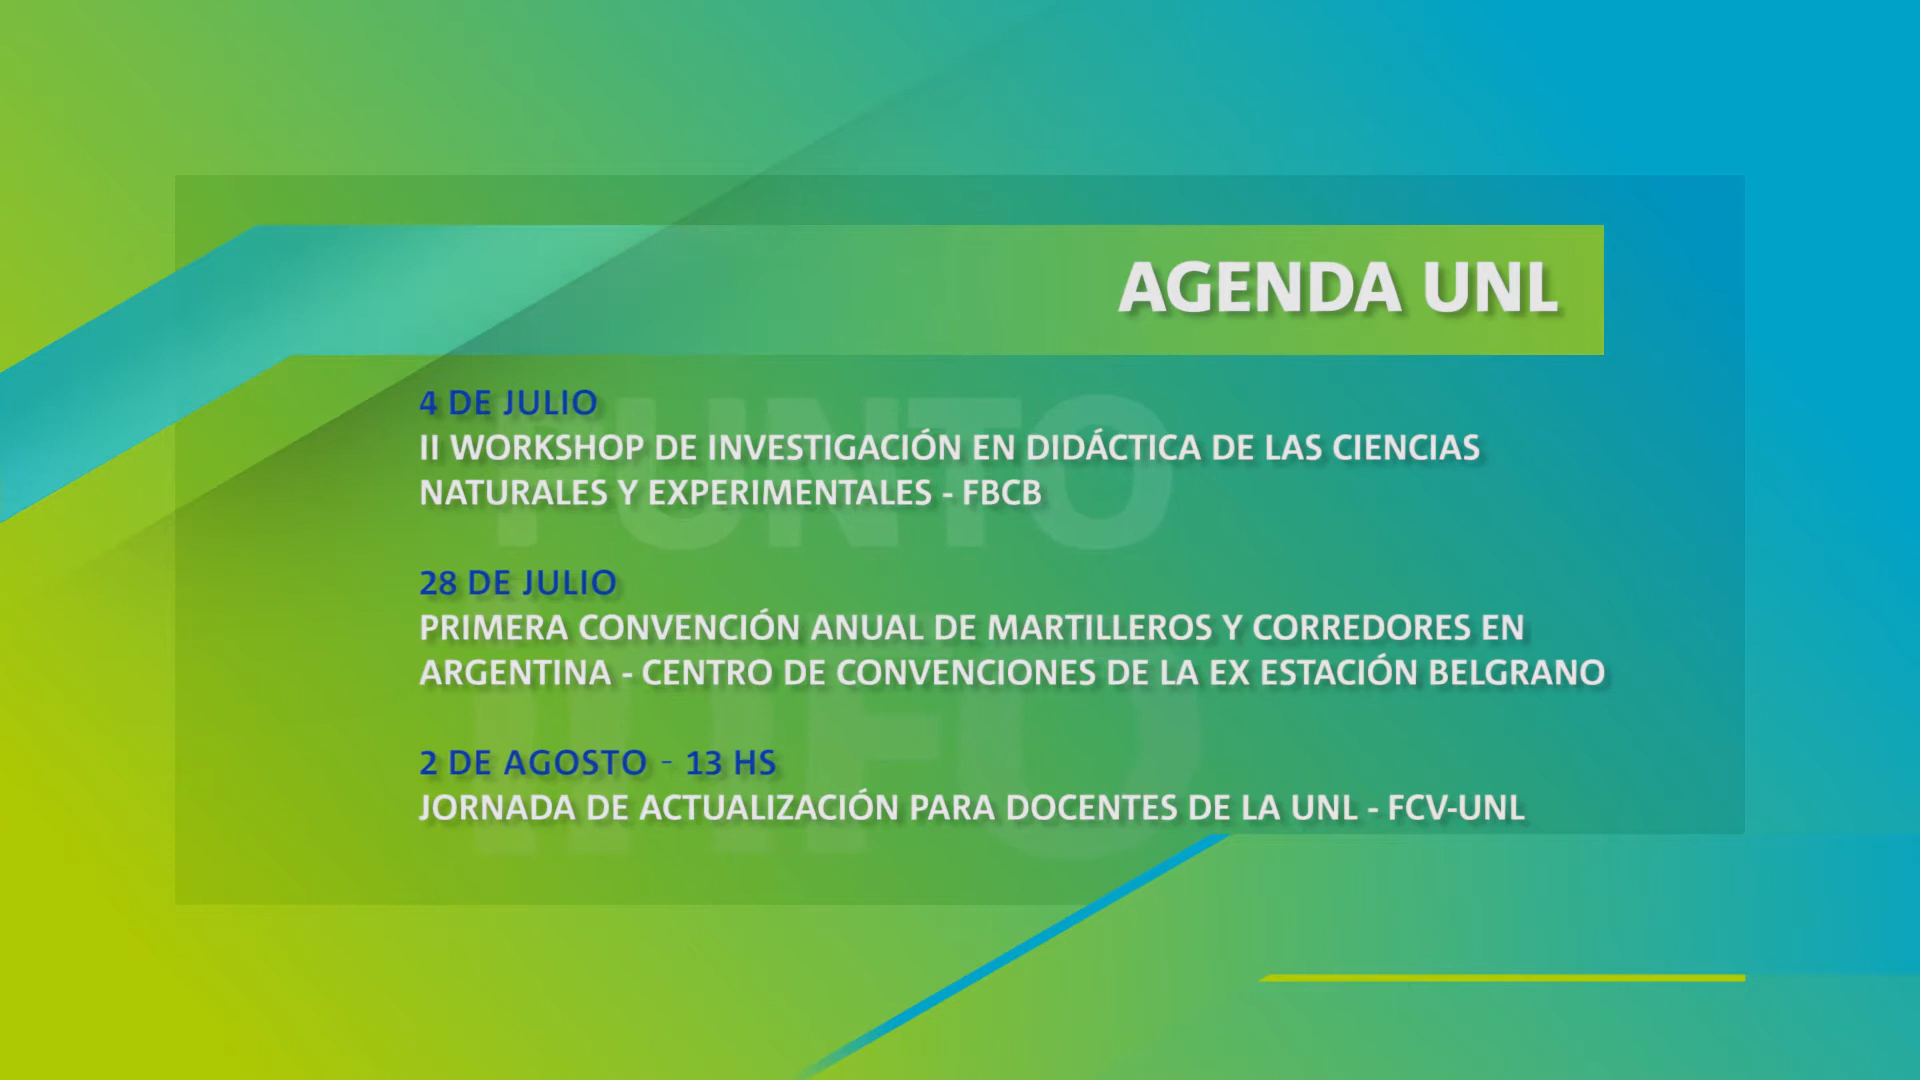 AGENDA UNL
4 DE JULIO
II WORKSHOP DE INVESTIGACIÓN EN DIDÁCTICA DE LAS CIENCIAS
NATURALES Y EXPERIMENTALES - FBCB
28 DE JULIO
PRIMERA CONVENCIÓN ANUAL DE MARTILLEROS Y CORREDORES EN
ARGENTINA - CENTRO DE CONVENCIONES DE LA EX ESTACIÓN BELGRANO
2 DE AGOSTO - 13 HS
JORNADA DE ACTUALIZACIÓN PARA DOCENTES DE LA UNL - FCV-UNL
PUNTO
INFO